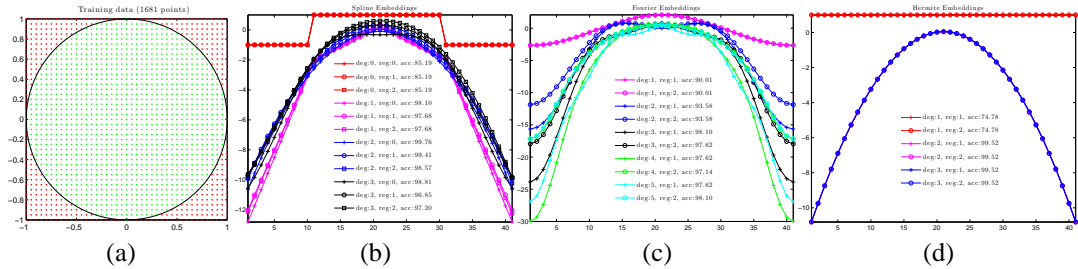 Training data (1681 points)
1
0.8
0.6
0.4
0.2
0
−0.2
−0.4
−0.6
−0.8
−1
−1
−0.5
0
0.5
1
(a)
Spline Embeddings
0
−2
−4
−6
−8
−10
−12
deg:0, reg:0, acc:85.19
deg:0, reg:1, acc:85.19
deg:0, reg:2, acc:85.19
deg:1, reg:0, acc:98.10
deg:1, reg:1, acc:97.68
deg:1, reg:2, acc:97.68
deg:2, reg:0, acc:99.76
deg:2, reg:1, acc:99.41
deg:2, reg:2, acc:98.57
deg:3, reg:0, acc:98.81
deg:3, reg:1, acc:96.85
deg:3, reg:2, acc:97.20
5
10
15
20
25
30
35
40
(b)
Fourier Embeddings
0
−5
−10
−15
−20
−25
−30
deg:1, reg:1, acc:90.01
deg:1, reg:2, acc:90.01
deg:2, reg:1, acc:93.58
deg:2, reg:2, acc:93.58
deg:3, reg:1, acc:98.10
deg:3, reg:2, acc:97.62
deg:4, reg:1, acc:97.62
deg:4, reg:2, acc:97.14
deg:5, reg:1, acc:97.62
deg:5, reg:2, acc:98.10
5
10
15
20
25
30
35
40
(c)
Hermite Embeddings
0
−2
−4
−6
−8
−10
deg:1, reg:1, acc:74.78
deg:1, reg:2, acc:74.78
deg:2, reg:1, acc:99.52
deg:2, reg:2, acc:99.52
deg:3, reg:1, acc:99.52
deg:3, reg:2, acc:99.52
5
10
15
20
25
30
35
40
(d)